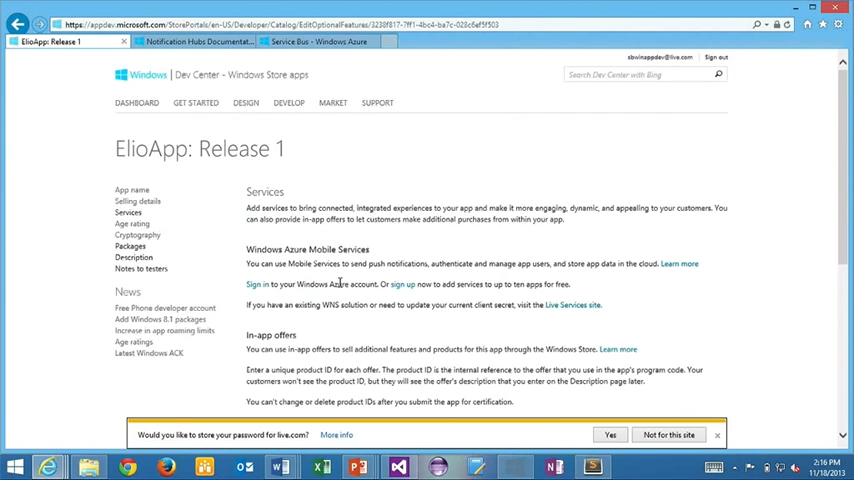 https://appdev.microsoft.com/StorePortals/en-US/Developer/Catalog/EditOptionalFeatures/3238f817-7ff1-4bc4-ba7c-028c6ef5f503
ElioApp: Release 1
Notification Hubs Documentat...
Service Bus - Windows Azure
sbwinappdev@live.com
Sign out
Windows
Dev Center - Windows Store apps
Search Dev Center with Bing
DASHBOARD
GET STARTED
DESIGN
DEVELOP
MARKET
SUPPORT
ElioApp: Release 1
App name
Selling details
Services
Age rating
Cryptography
Packages
Description
Notes to testers
News
Free Phone developer account
Add Windows 8.1 packages
Increase in app roaming limits
Age ratings
Latest Windows ACK
Services
Add services to bring connected, integrated experiences to your app and make it more engaging, dynamic, and appealing to your customers. You
can also provide in-app offers to let customers make additional purchases from within your app.
Windows Azure Mobile Services
You can use Mobile Services to send push notifications, authenticate and manage app users, and store app data in the cloud. Learn more
Sign in to your Windows Azure account. Or sign up now to add services to up to ten apps for free.
If you have an existing WNS solution or need to update your current client secret, visit the Live Services site.
In-app offers
You can use in-app offers to sell additional features and products for this app through the Windows Store. Learn more
Enter a unique product ID for each offer. The product ID is the internal reference to the offer that you use in the app's program code. Your
customers won't see the product ID, but they will see the offer's description that you enter on the Description page later.
You can't change or delete product IDs after you submit the app for certification.
Would you like to store your password for live.com?
More info
Yes
Not for this site
2:16 PM
11/18/2013